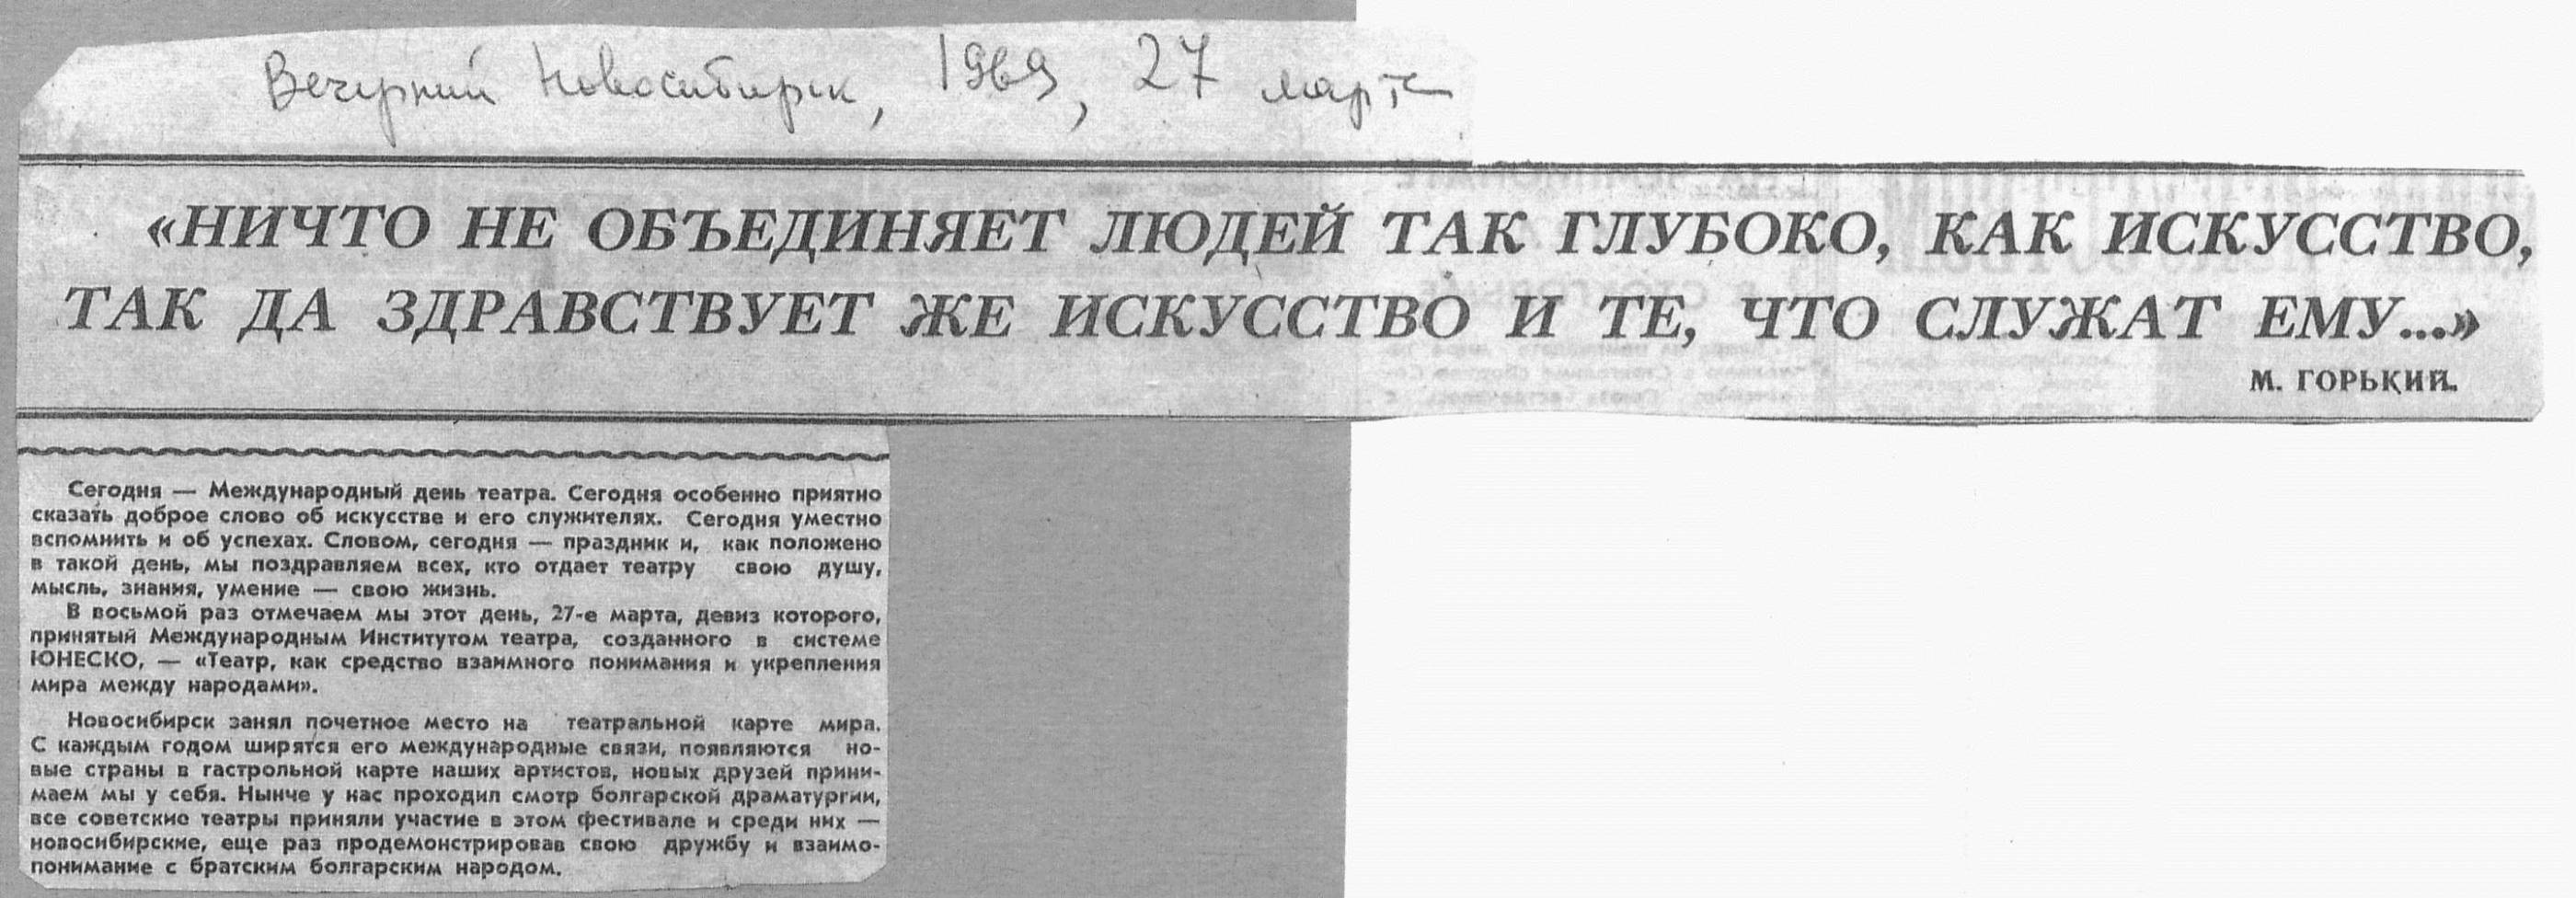 Вечерний Новосибирск, 1969, 27 марта
«НИЧТО НЕ ОБЪЕДИНЯЕТ ЛЮДЕЙ ТАК ГЛУБОКО, КАК ИСКУССТВО,
ТАК ДА ЗДРАВСТВУЕТ ЖЕ ИСКУССТВО И ТЕ, ЧТО СЛУЖАТ ЕМУ...»
М. ГОРЬКИЙ.
Сегодня — Международный день театра. Сегодня особенно приятно
сказать доброе слово об искусстве и его служителях. Сегодня уместно
вспомнить и об успехах. Словом, сегодня — праздник и, как положено
в такой день, мы поздравляем всех, кто отдает театру свою душу,
мысль, знания, умение — свою жизнь.
В восьмой раз отмечаем мы этот день, 27-е марта, девиз которого,
принятый Международным Институтом театра, созданного в системе
ЮНЕСКО, — «Театр, как средство взаимного понимания и укрепления
мира между народами».
Новосибирск занял почетное место на театральной карте мира.
С каждым годом ширятся его международные связи, появляются но-
вые страны в гастрольной карте наших артистов, новых друзей прини-
маем мы у себя. Нынче у нас проходил смотр болгарской драматургии,
все советские театры приняли участие в этом фестивале и среди них —
новосибирские, еще раз продемонстрировав свою дружбу и взаимо-
понимание с братским болгарским народом.